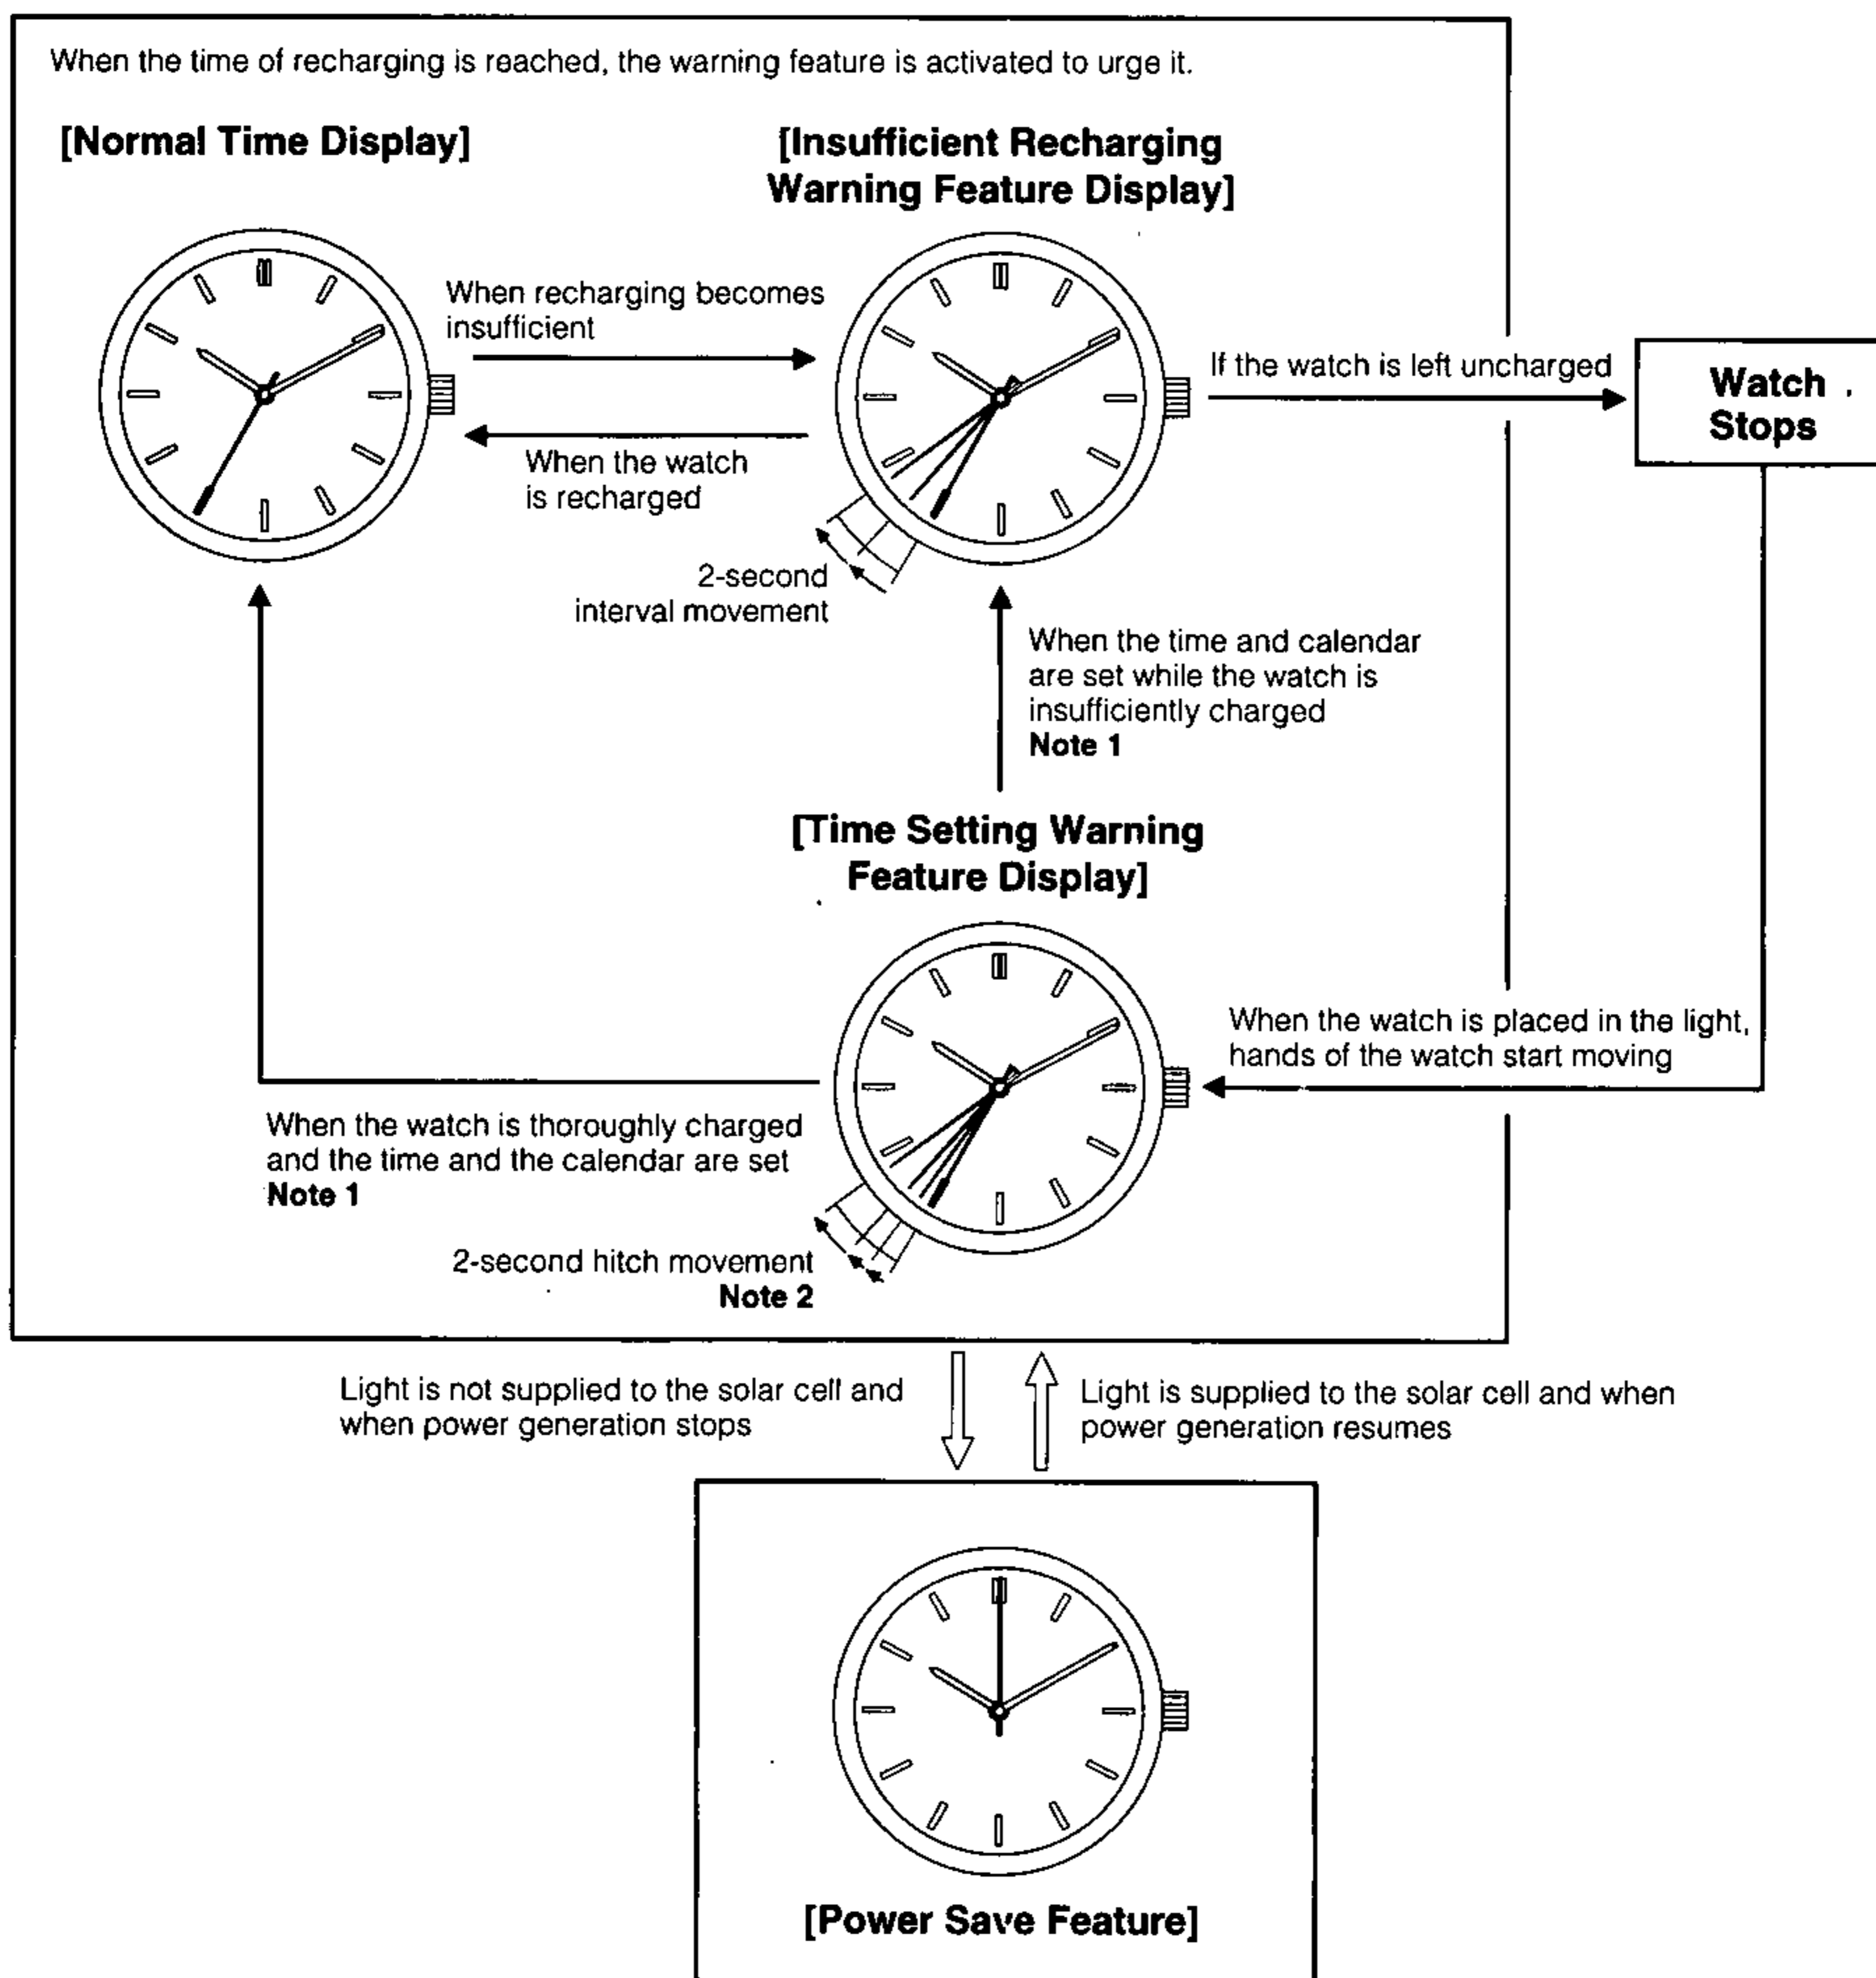 When the time of recharging is reached, the warning feature is activated to urge it.
[Normal Time Display]
[Insufficient Recharging
Warning Feature Display]
When recharging becomes
insufficient
When the watch
is recharged
If the watch is left uncharged
Watch
Stops
2-second
interval movement
When the time and calendar
are set while the watch is
insufficiently charged
Note 1
[Time Setting Warning
Feature Display]
When the watch is placed in the light,
hands of the watch start moving
When the watch is thoroughly charged
and the time and the calendar are set
Note 1
2-second hitch movement
Note 2
Light is not supplied to the solar cell and
when power generation stops
Light is supplied to the solar cell and when
power generation resumes
[Power Save Feature]